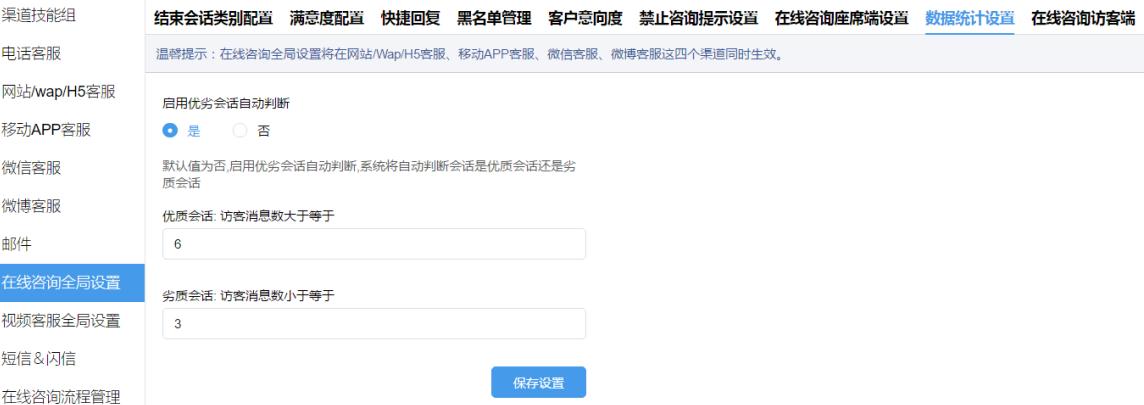 渠道技能组
电话客服
网站/wap/H5客服
移动APP客服
微信客服
微博客服
邮件
在线咨询全局设置
视频客服全局设置
短信＆闪信
在线咨询流程管理
结束会话类别配置 满意度配置 快捷回复 黑名单管理 客户意向度 禁止咨询提示设置 在线咨询座席端设置 数据统计设置 在线咨询访客端
温馨提示：在线咨询全局设置将在网站/Wap/H5客服、移动APP客服、微信客服、微博客服这四个渠道同时生效。
启用优劣会话自动判断
是 否
默认值为否,启用优劣会话自动判断,系统将自动判断会话是优质会话还是劣
质会话
优质会话: 访客消息数大于等于
6
劣质会话: 访客消息数小于等于
3
保存设置